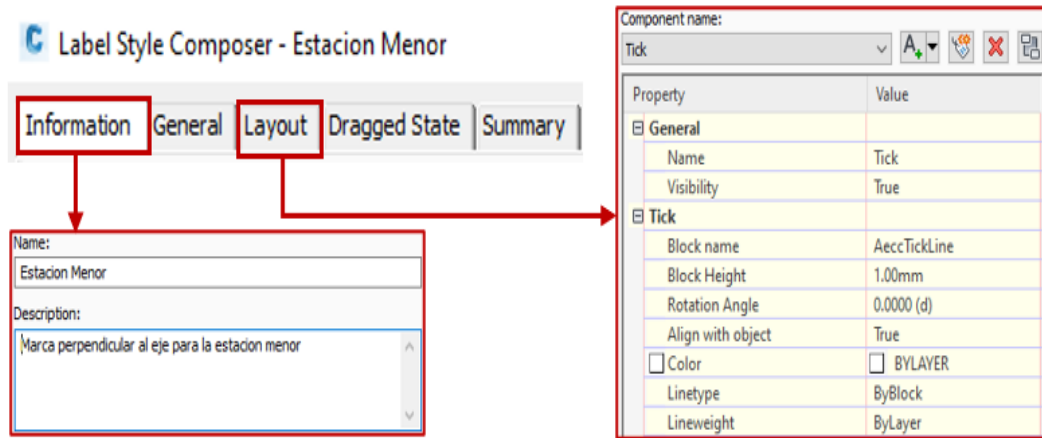 Label Style Composer - Estacion Menor
Information General Layout Dragged State Summary
Name:
Estacion Menor
Description:
Marca perpendicular al eje para la estacion menor
Component name:
Tick
Property Value
General
Name Tick
Visibility True
Tick
Block name AeccTickLine
Block Height 1.00mm
Rotation Angle 0.0000 (d)
Align with object True
Color BYLAYER
Linetype ByBlock
Lineweight ByLayer